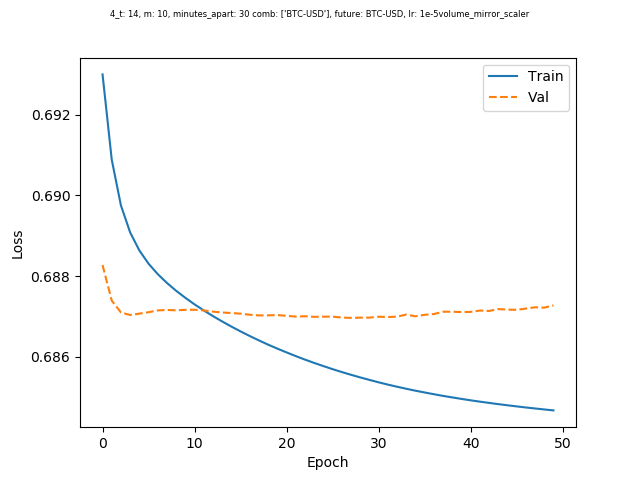 4_t: 14, m: 10, minutes_apart: 30 comb: ['BTC-USD'], future: BTC-USD, lr: 1e-5volume_mirror_scaler
Train
Val
0.692
0.690
0.688
0.686
Loss
0 10 20 30 40 50
Epoch